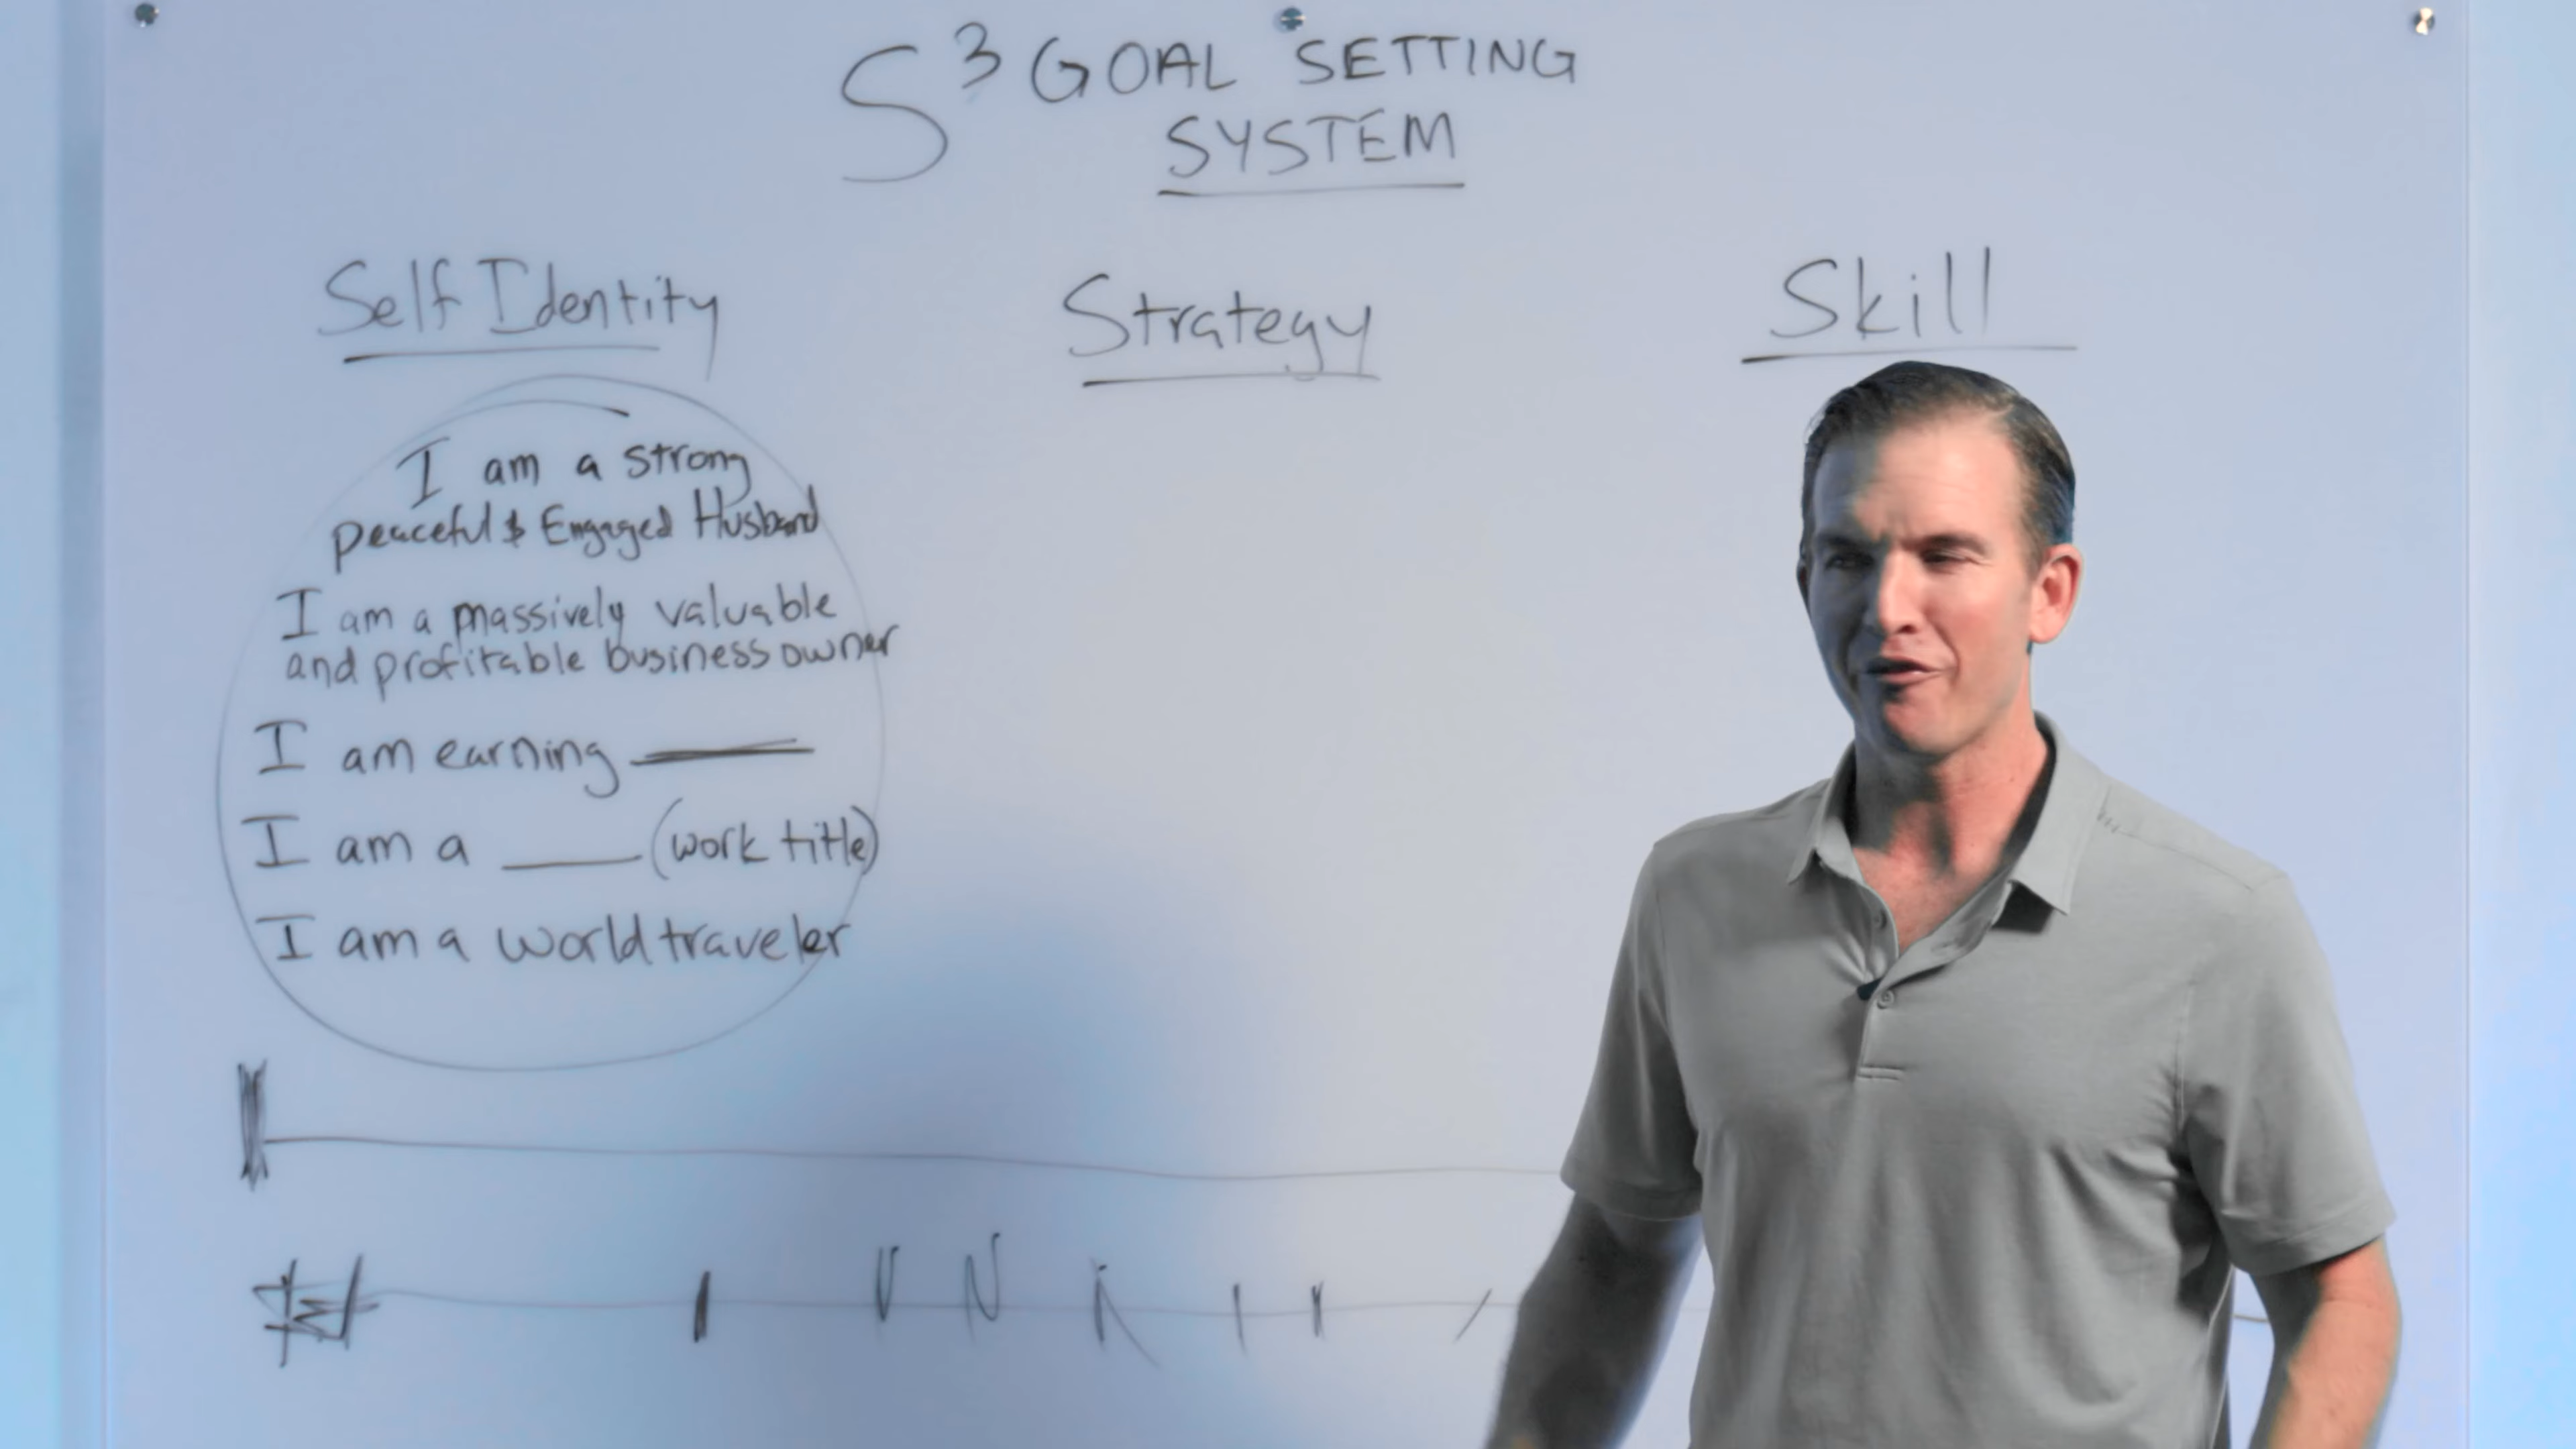 S³ GOAL SETTING
SYSTEM
Self Identity
Strategy
Skill
I am a strong
peaceful & Engaged Husband
I am a massively valuable
and profitable business owner
I am earning
I am a ____ (work title)
I am a world traveler